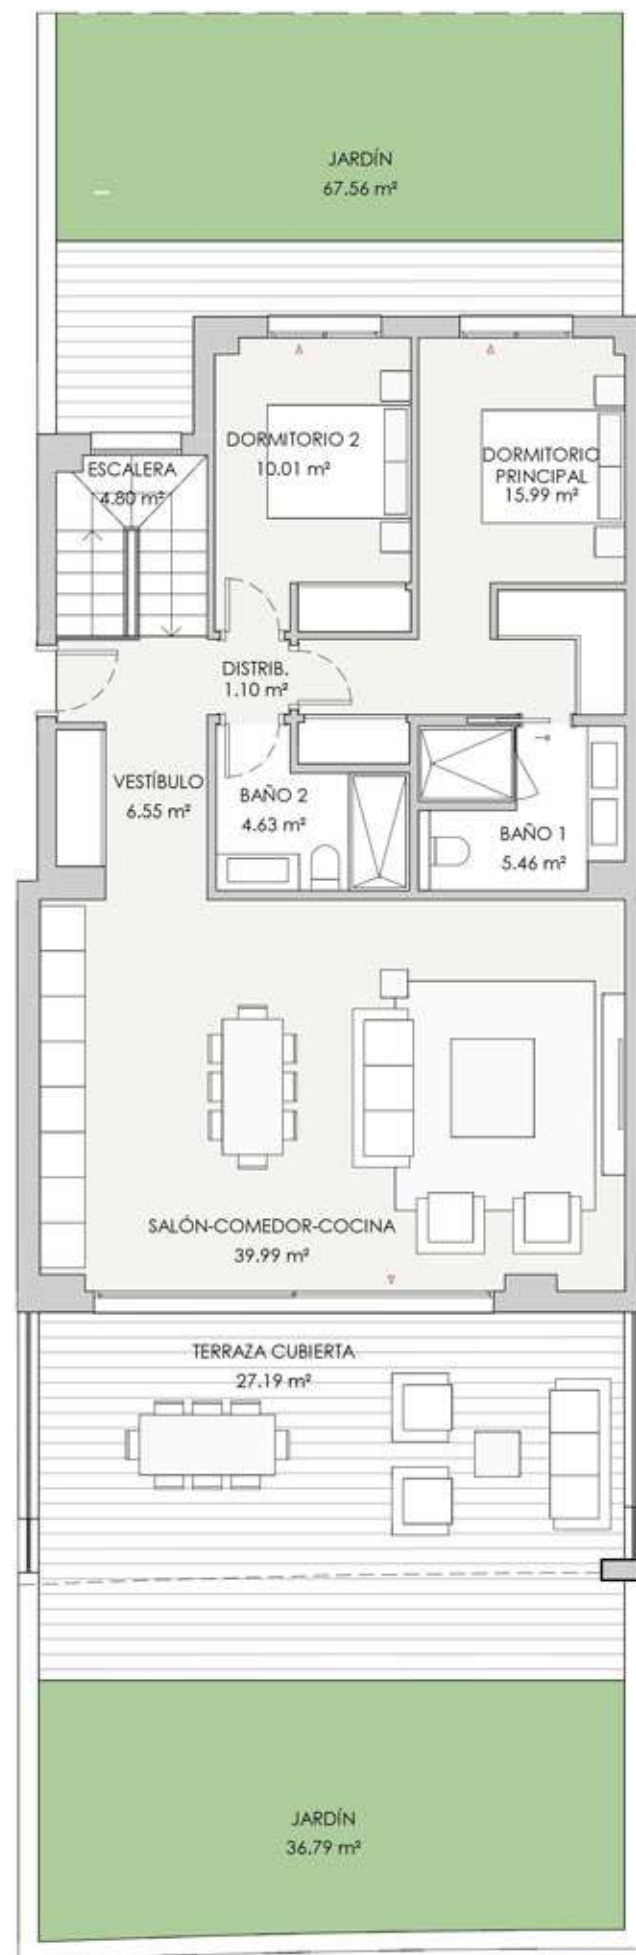 JARDÍN
67.56 m²
DORMITORIO 2
10.01 m²
DORMITORIO
PRINCIPAL
15.99 m²
ESCALERA
4.80 m²
DISTRIB.
1.10 m²
VESTÍBULO
6.55 m²
BAÑO 2
4.63 m²
BAÑO 1
5.46 m²
SALÓN-COMEDOR-COCINA
39.99 m²
TERRAZA CUBIERTA
27.19 m²
JARDÍN
36.79 m²